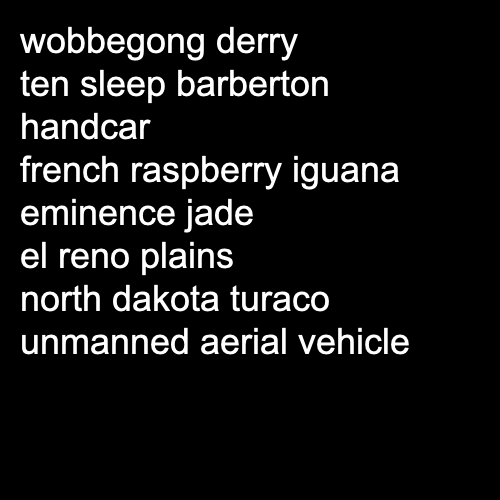 wobbegong derry
ten sleep barberton
handcar
french raspberry iguana
eminence jade
el reno plains
north dakota turaco
unmanned aerial vehicle